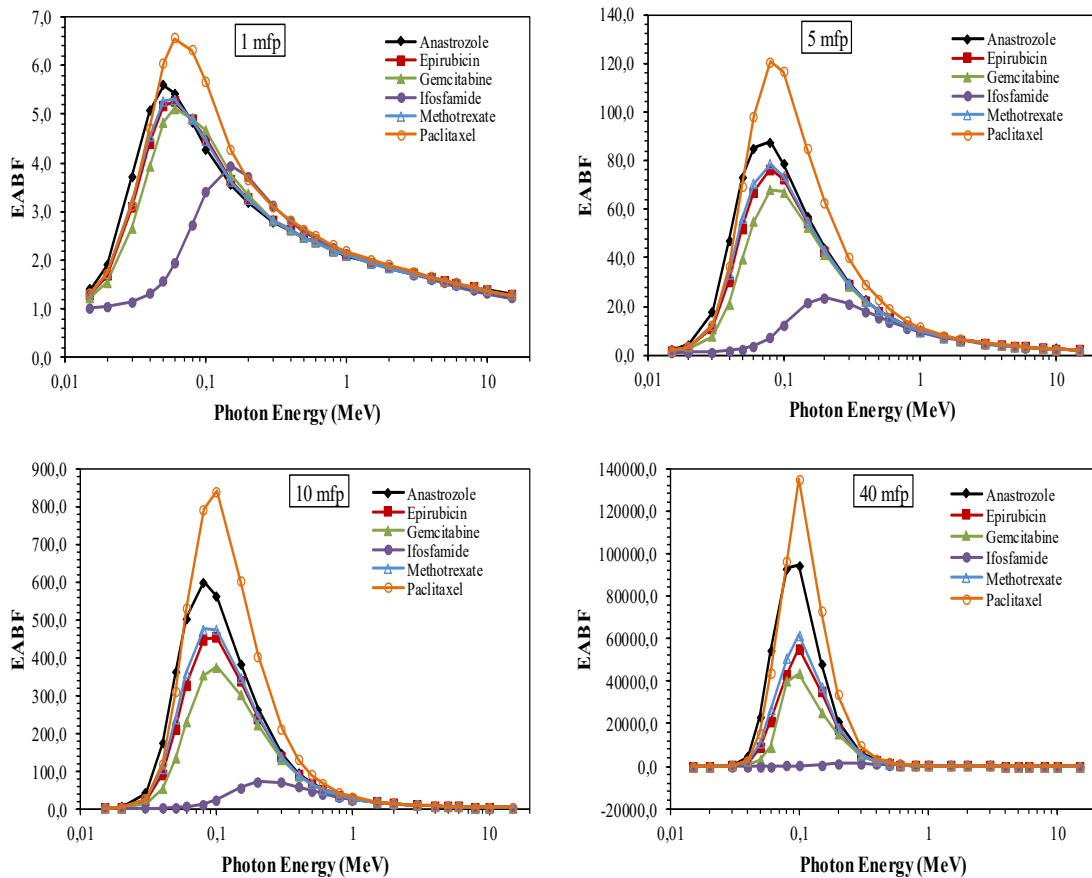 7,0
6,0
5,0
4,0
3,0
2,0
1,0
0,0
EABF
1 mfp
Anastrozole
Epirubicin
Gemcitabine
Ifosfamide
Methotrexate
Paclitaxel
0,01 0,1 1 10
Photon Energy (MeV)
140,0
120,0
100,0
80,0
60,0
40,0
20,0
0,0
EABF
5 mfp
Anastrozole
Epirubicin
Gemcitabine
Ifosfamide
Methotrexate
Paclitaxel
0,01 0,1 1 10
Photon Energy (MeV)
900,0
800,0
700,0
600,0
500,0
400,0
300,0
200,0
100,0
0,0
EABF
10 mfp
Anastrozole
Epirubicin
Gemcitabine
Ifosfamide
Methotrexate
Paclitaxel
0,01 0,1 1 10
Photon Energy (MeV)
140000,0
120000,0
100000,0
80000,0
60000,0
40000,0
20000,0
0,0
-20000,0
EABF
40 mfp
Anastrozole
Epirubicin
Gemcitabine
Ifosfamide
Methotrexate
Paclitaxel
0,01 0,1 1 10
Photon Energy (MeV)